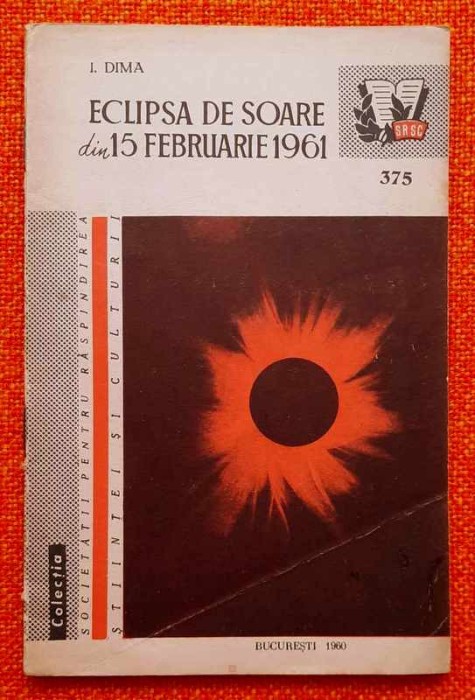 I. DIMA
ECLIPSA DE SOARE
din 15 FEBRUARIE 1961
SRSC
375
Colecția
SOCIETĂȚII PENTRU RĂSPÎNDIREA
ȘTIINȚEI ȘI CULTURII
BUCUREȘTI 1960